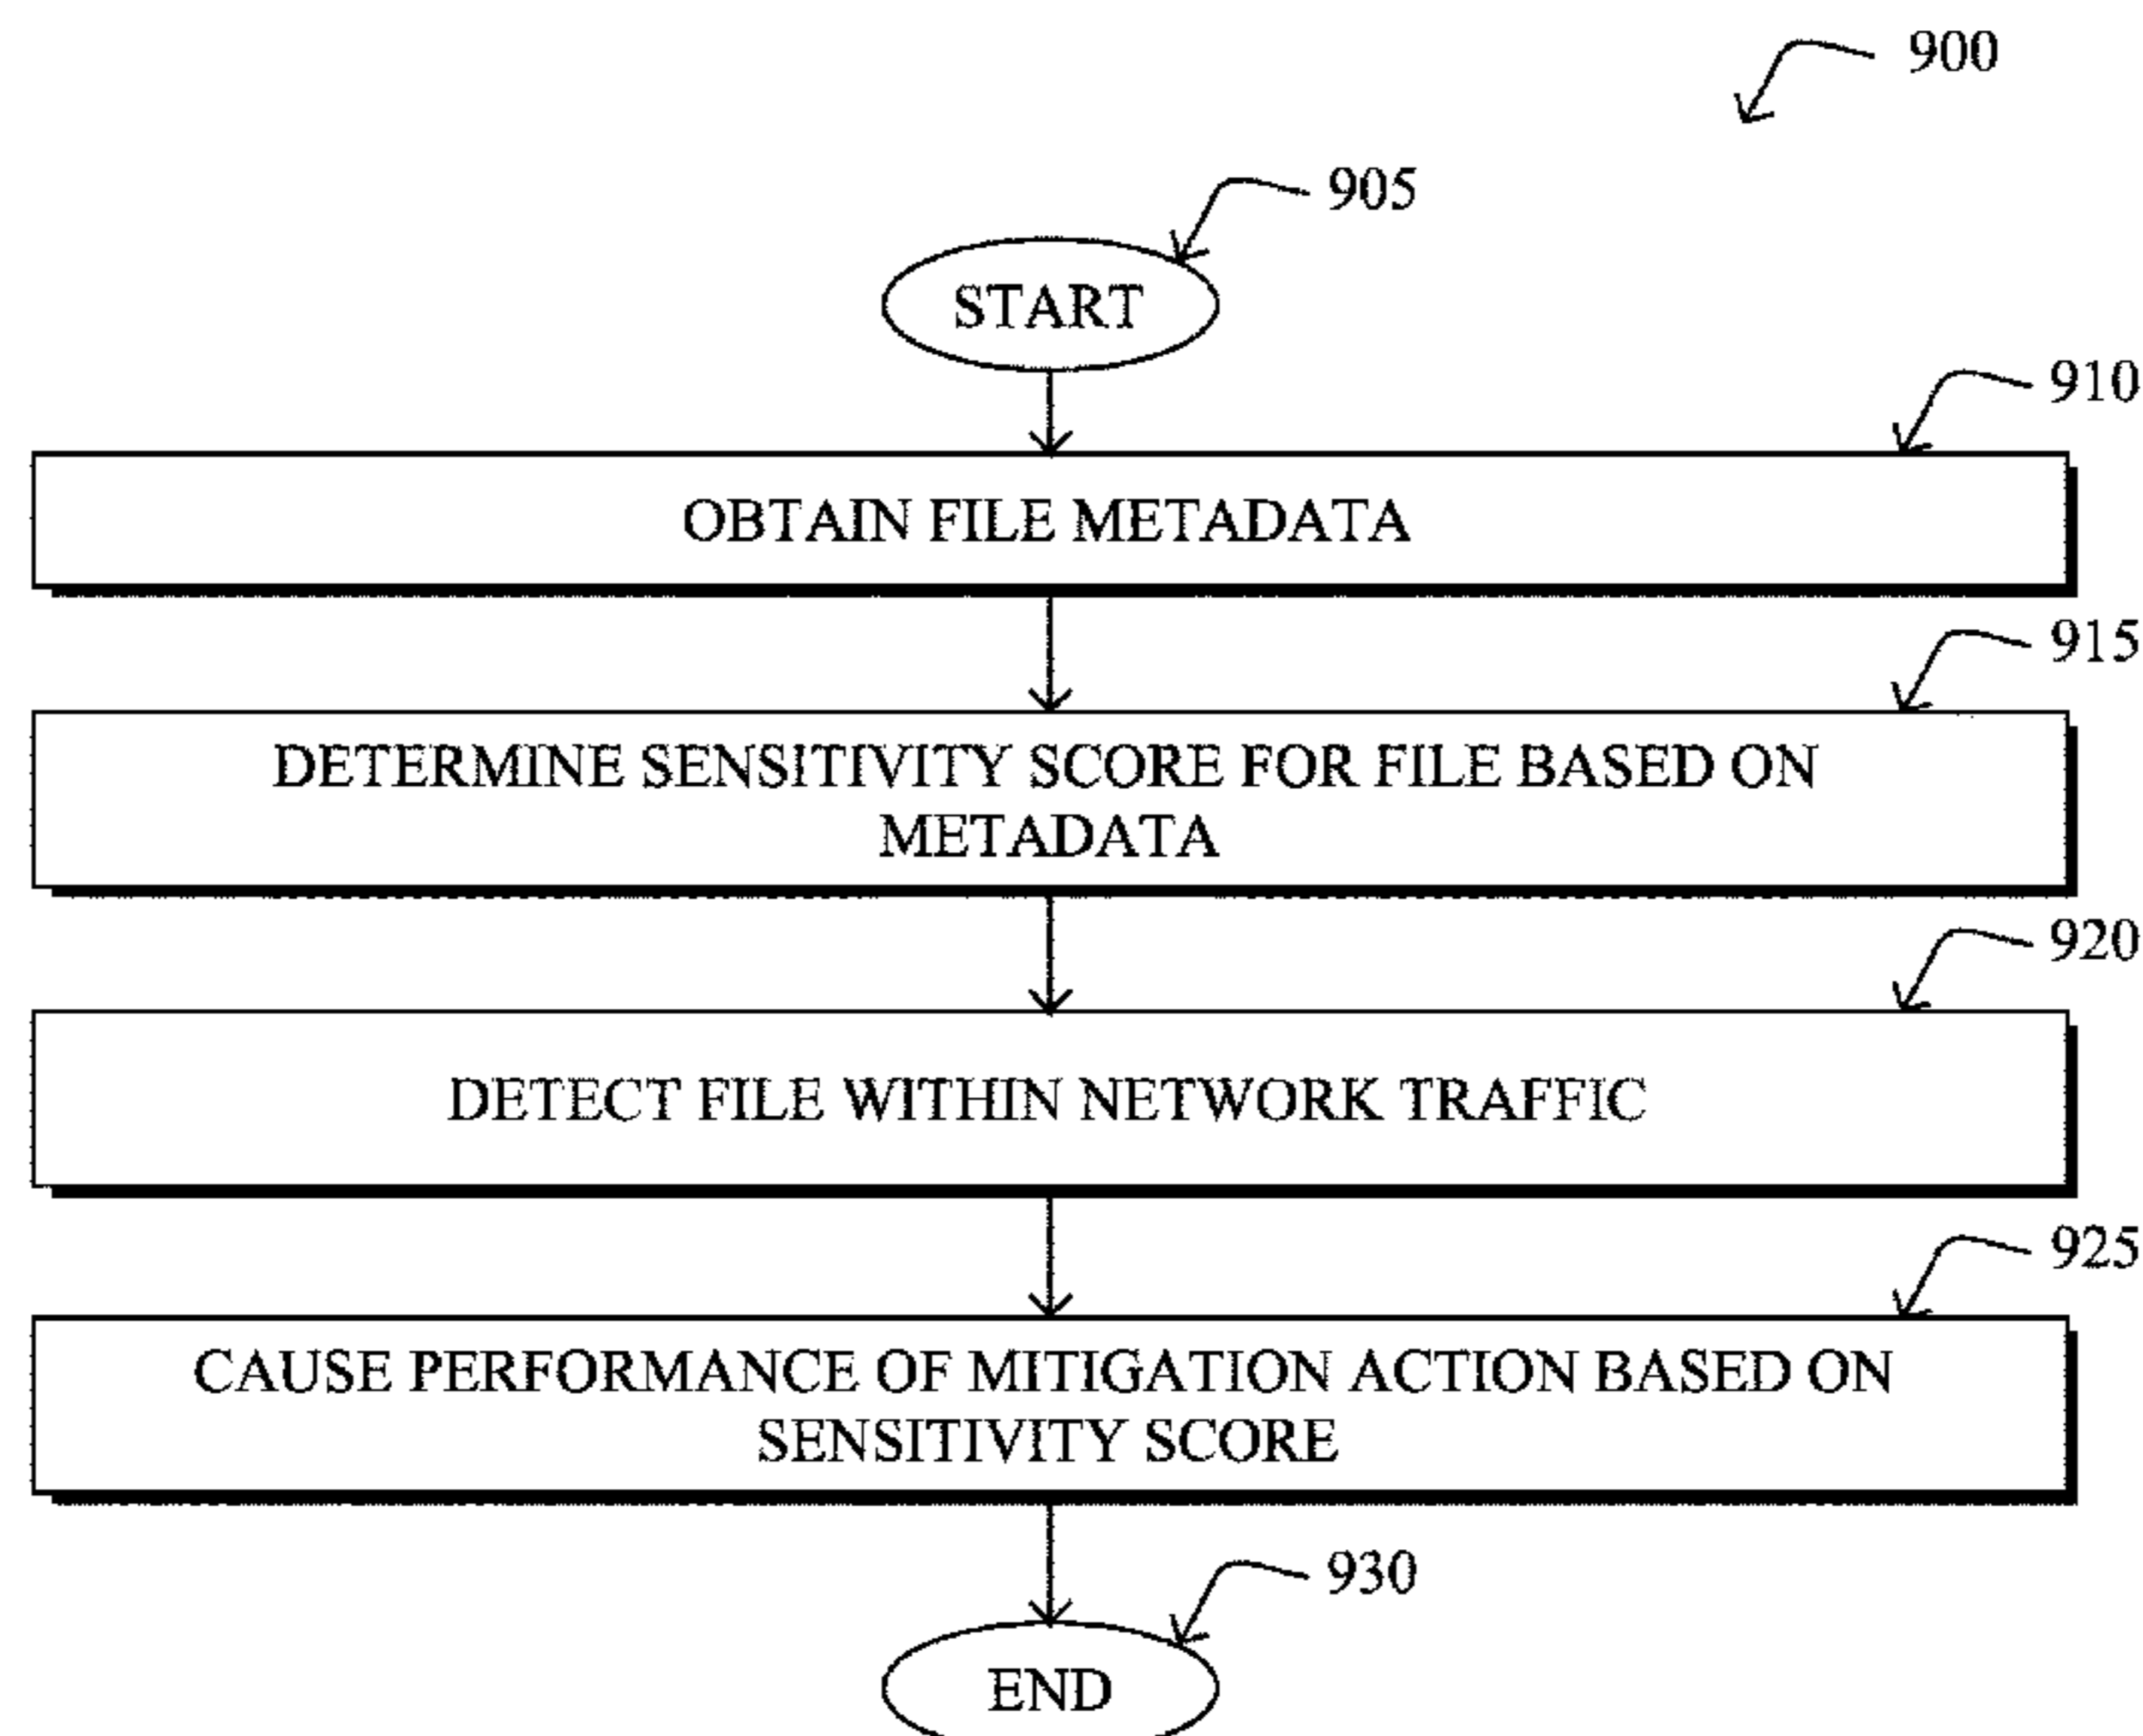 900
905
START
910
OBTAIN FILE METADATA
915
DETERMINE SENSITIVITY SCORE FOR FILE BASED ON
METADATA
920
DETECT FILE WITHIN NETWORK TRAFFIC
925
CAUSE PERFORMANCE OF MITIGATION ACTION BASED ON
SENSITIVITY SCORE
930
END